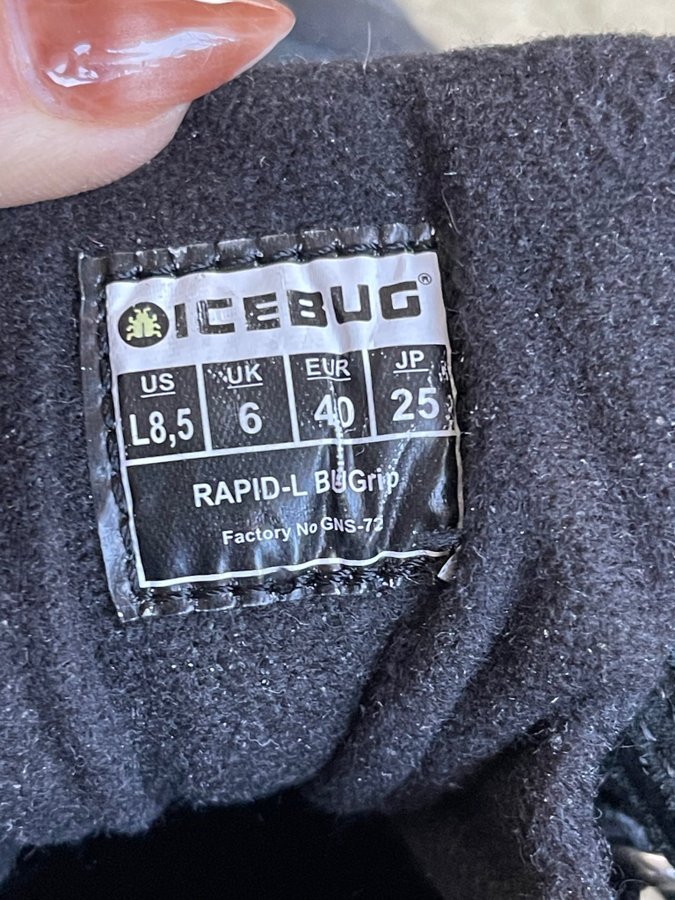 ICEBUG®
US UK EUR JP
L8,5 6 40 25
RAPID-L BUGrip
Factory No GNS-72